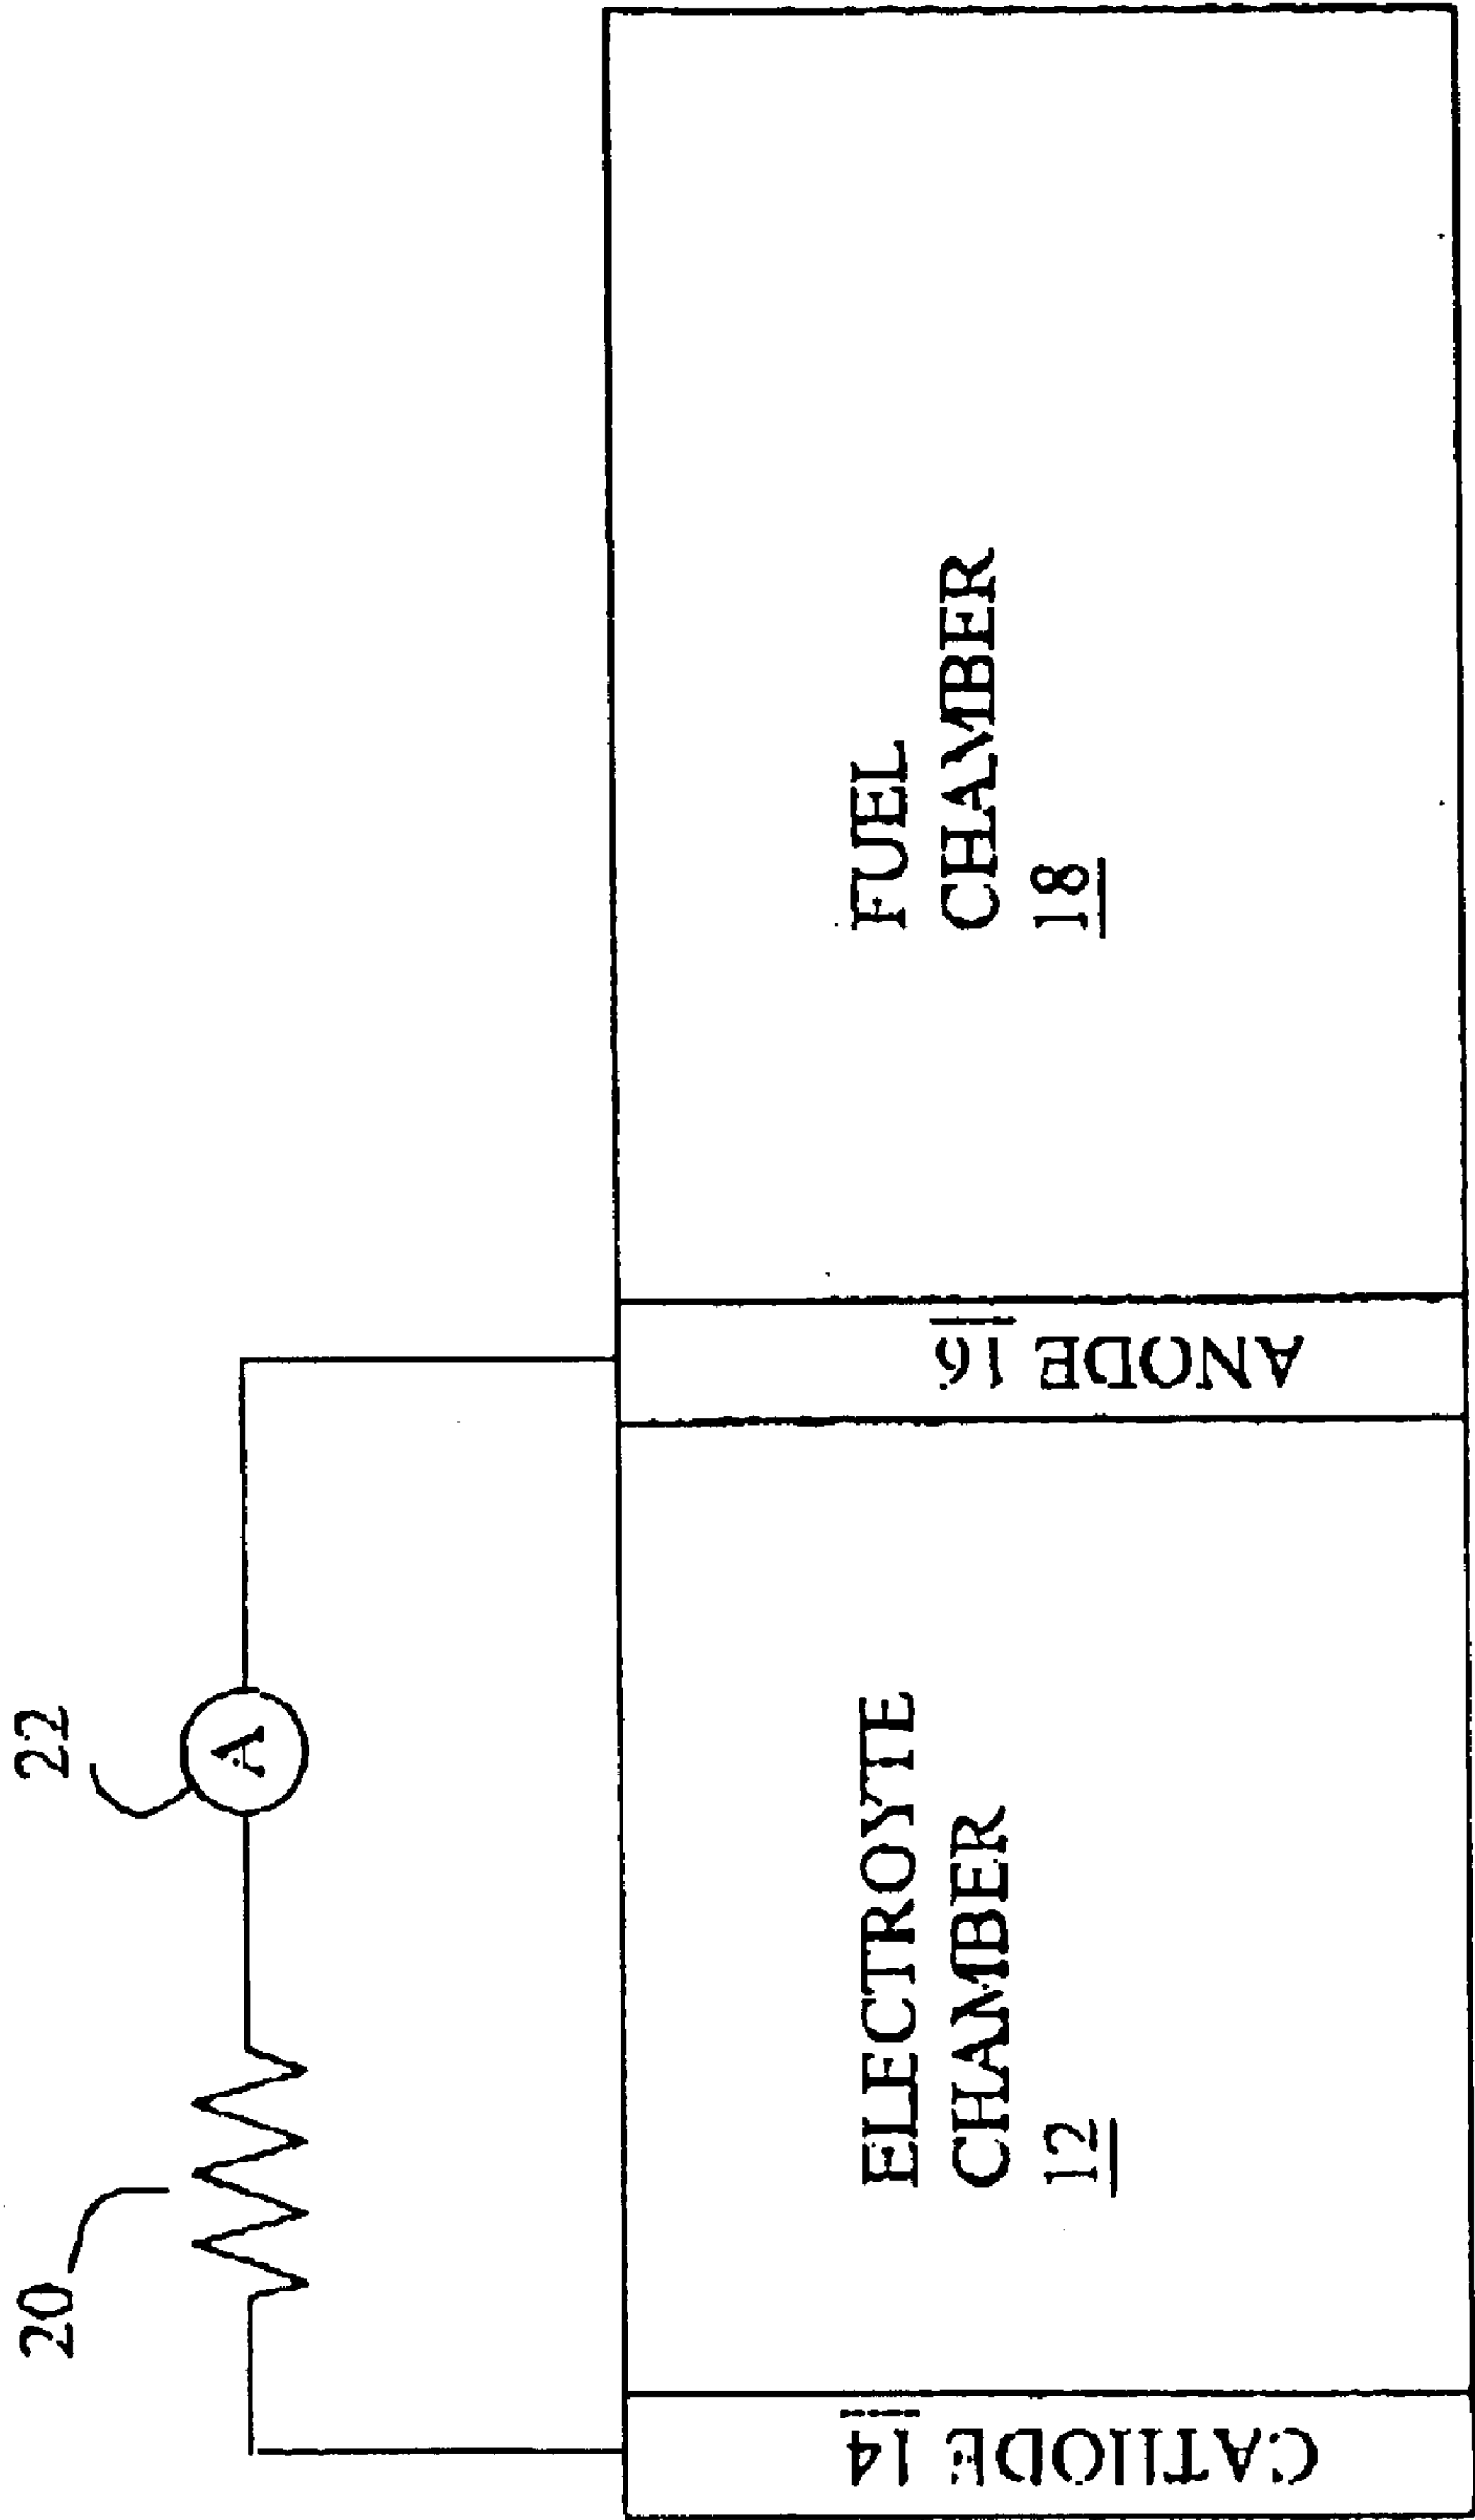 20
22
A
CATHODE 14
ELECTROYTE
CHAMBER
12
ANODE 16
FUEL
CHAMBER
18